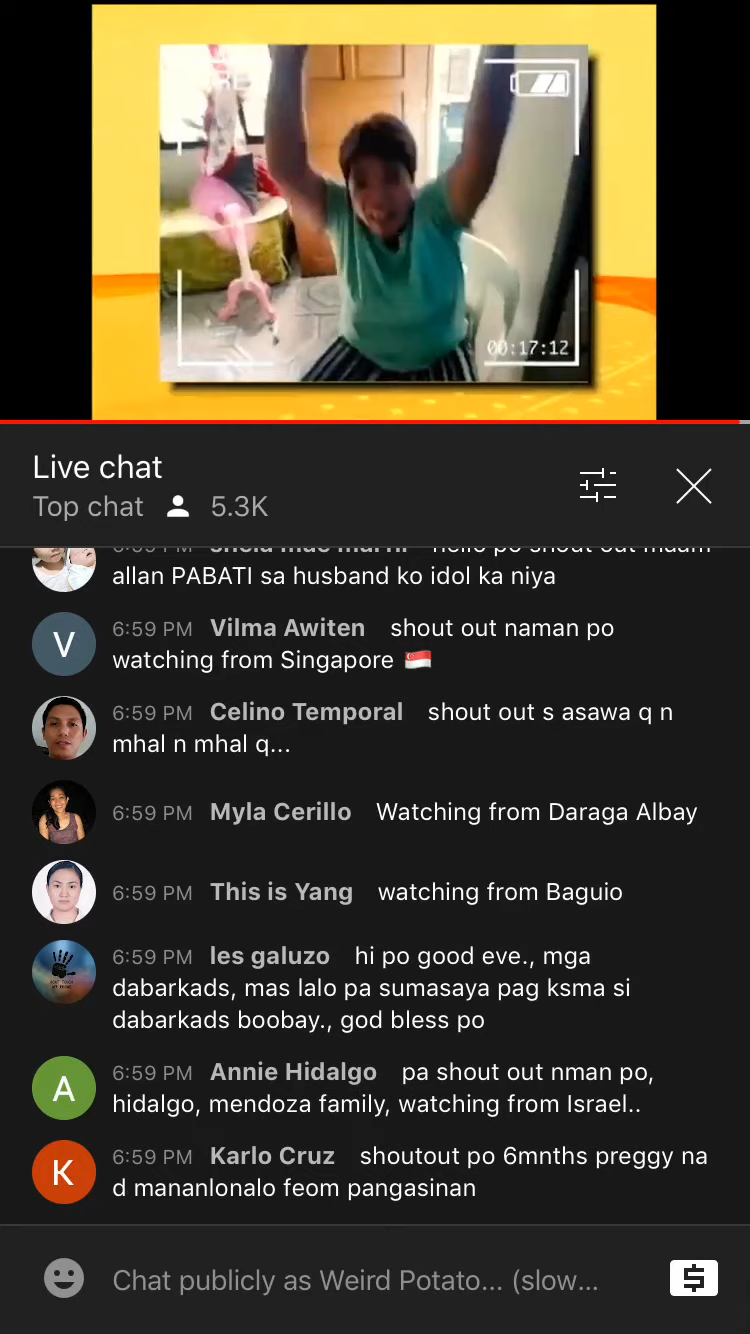 00:17:12
Live chat
Top chat 5.3K
allan PABATI sa husband ko idol ka niya
6:59 PM Vilma Awiten shout out naman po
watching from Singapore 🇸🇬
6:59 PM Celino Temporal shout out s asawa q n
mhal n mhal q...
6:59 PM Myla Cerillo Watching from Daraga Albay
6:59 PM This is Yang watching from Baguio
6:59 PM les galuzo hi po good eve., mga
dabarkads, mas lalo pa sumasaya pag ksma si
dabarkads boobay., god bless po
V
A
6:59 PM Annie Hidalgo pa shout out nman po,
hidalgo, mendoza family, watching from Israel..
K
6:59 PM Karlo Cruz shoutout po 6mnths preggy na
d mananlonalo feom pangasinan
Chat publicly as Weird Potato... (slow...